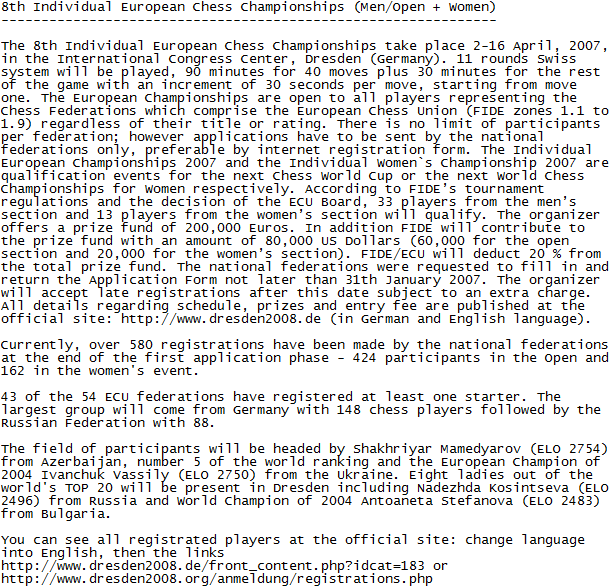 8th Individual European Chess Championships (Men/Open + Women)
--------------------------------------------------------------
The 8th Individual European Chess Championships take place 2-16 April, 2007,
in the International Congress Center, Dresden (Germany). 11 rounds Swiss
system will be played, 90 minutes for 40 moves plus 30 minutes for the rest
of the game with an increment of 30 seconds per move, starting from move
one. The European Championships are open to all players representing the
Chess Federations which comprise the European Chess Union (FIDE zones 1.1 to
1.9) regardless of their title or rating. There is no limit of participants
per federation; however applications have to be sent by the national
federations only, preferable by internet registration form. The Individual
European Championships 2007 and the Individual Women`s Championship 2007 are
qualification events for the next Chess World Cup or the next World Chess
Championships for Women respectively. According to FIDE’s tournament
regulations and the decision of the ECU Board, 33 players from the men’s
section and 13 players from the women’s section will qualify. The organizer
offers a prize fund of 200,000 Euros. In addition FIDE will contribute to
the prize fund with an amount of 80,000 US Dollars (60,000 for the open
section and 20,000 for the women’s section). FIDE/ECU will deduct 20 % from
the total prize fund. The national federations were requested to fill in and
return the Application Form not later than 31th January 2007. The organizer
will accept late registrations after this date subject to an extra charge.
All details regarding schedule, prizes and entry fee are published at the
official site: http://www.dresden2008.de (in German and English language).
Currently, over 580 registrations have been made by the national federations
at the end of the first application phase – 424 participants in the Open and
162 in the women's event.
43 of the 54 ECU federations have registered at least one starter. The
largest group will come from Germany with 148 chess players followed by the
Russian Federation with 88.
The field of participants will be headed by Shakhriyar Mamedyarov (ELO 2754)
from Azerbaijan, number 5 of the world ranking and the European Champion of
2004 Ivanchuk Vassily (ELO 2750) from the Ukraine. Eight ladies out of the
world's TOP 20 will be present in Dresden including Nadezhda Kosintseva (ELO
2496) from Russia and World Champion of 2004 Antoaneta Stefanova (ELO 2483)
from Bulgaria.
You can see all registrated players at the official site: change language
into English, then the links
http://www.dresden2008.de/front_content.php?idcat=183 or
http://www.dresden2008.org/anmeldung/registrations.php